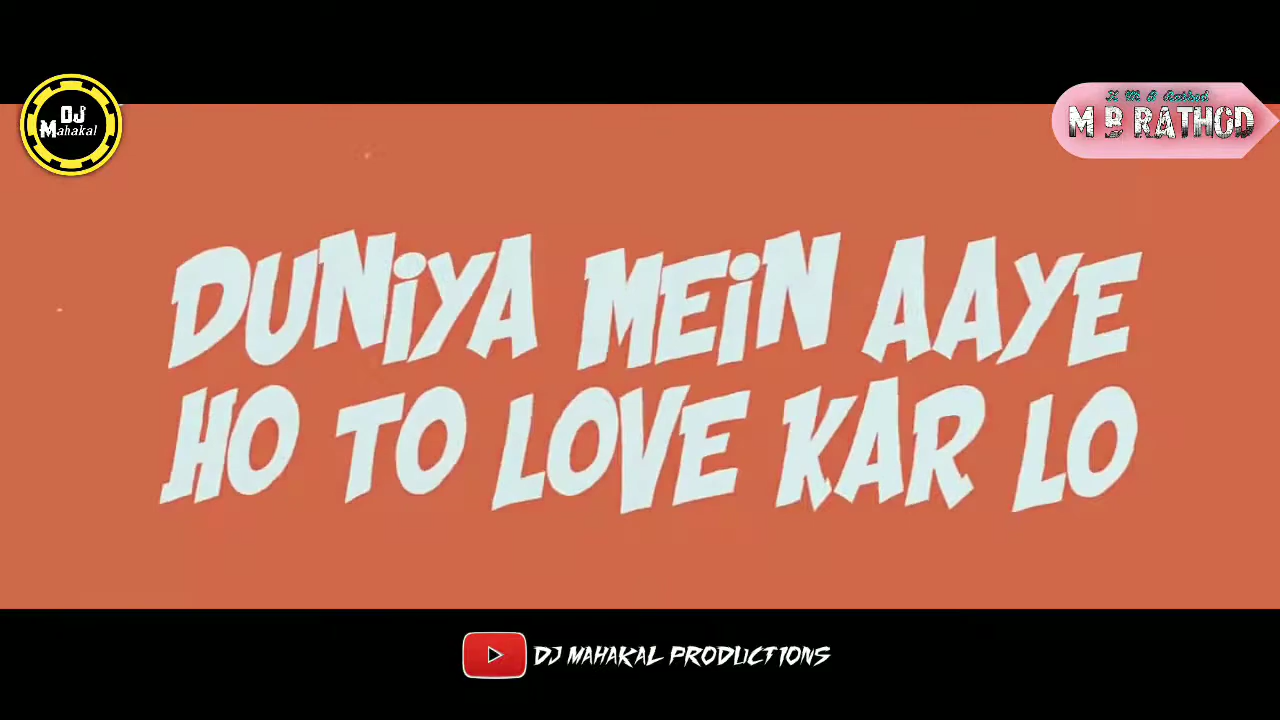 DJ
Mahakal
M B RATHOD
DUNiYA MEiN AAYE
HO TO LOVE KAR LO
DJ MAHAKAL PRODUCTIONS